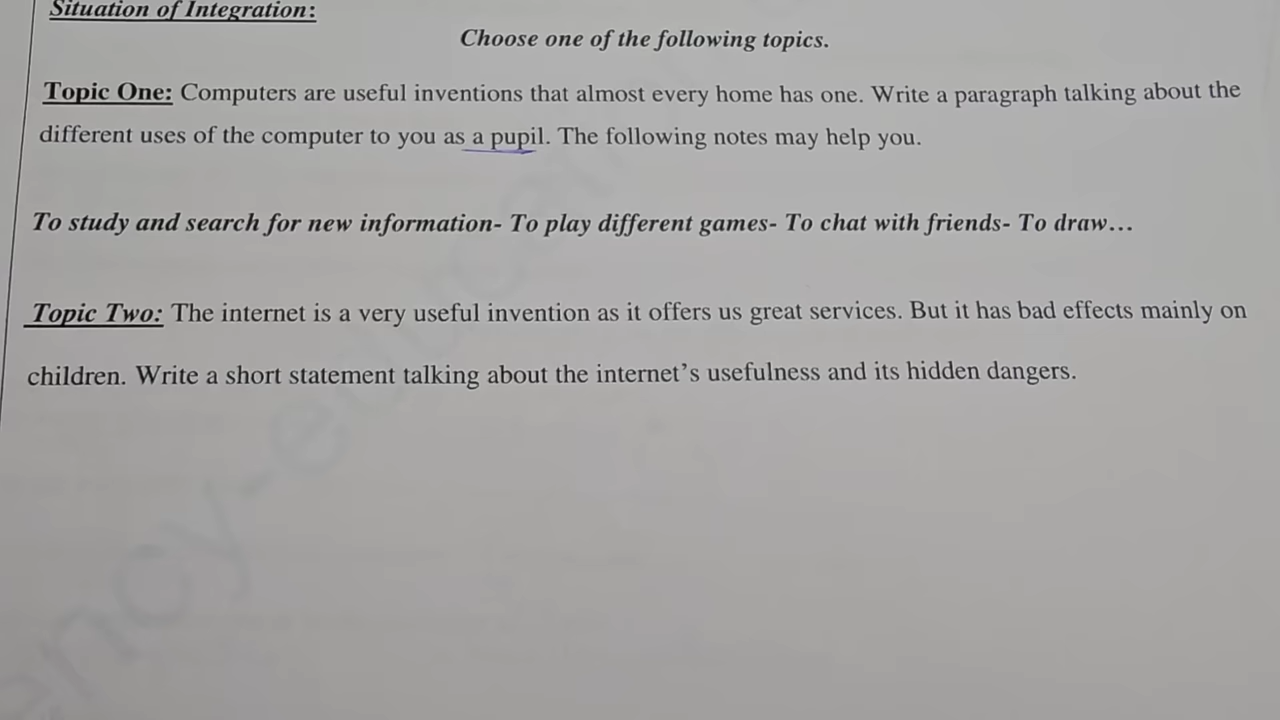 Situation of Integration:
Choose one of the following topics.
Topic One: Computers are useful inventions that almost every home has one. Write a paragraph talking about the
different uses of the computer to you as a pupil. The following notes may help you.
To study and search for new information- To play different games- To chat with friends- To draw...
Topic Two: The internet is a very useful invention as it offers us great services. But it has bad effects mainly on
children. Write a short statement talking about the internet's usefulness and its hidden dangers.